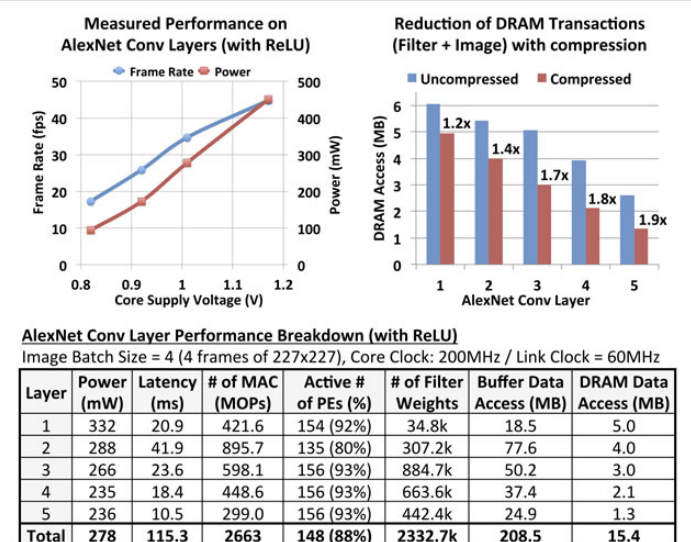 Measured Performance on
AlexNet Conv Layers (with ReLU)
Frame Rate Power
50
40
30
20
10
0
Frame Rate (fps)
500
400
300
200
100
0
Power (mW)
0.8 0.9 1 1.1 1.2
Core Supply Voltage (V)
Reduction of DRAM Transactions
(Filter + Image) with compression
Uncompressed Compressed
6
5
4
3
2
1
0
DRAM Access (MB)
1.2x
1.4x
1.7x
1.8x
1.9x
1 2 3 4 5
AlexNet Conv Layer
AlexNet Conv Layer Performance Breakdown (with ReLU)
Image Batch Size = 4 (4 frames of 227x227), Core Clock: 200MHz / Link Clock = 60MHz
Layer Power (mW) Latency (ms) # of MAC (MOPs) Active # of PEs (%) # of Filter Weights Buffer Data Access (MB) DRAM Data Access (MB)
1 332 20.9 421.6 154 (92%) 34.8k 18.5 5.0
2 288 41.9 895.7 135 (80%) 307.2k 77.6 4.0
3 266 23.6 598.1 156 (93%) 884.7k 50.2 3.0
4 235 18.4 448.6 156 (93%) 663.6k 37.4 2.1
5 236 10.5 299.0 156 (93%) 442.4k 24.9 1.3
Total 278 115.3 2663 148 (88%) 2332.7k 208.5 15.4